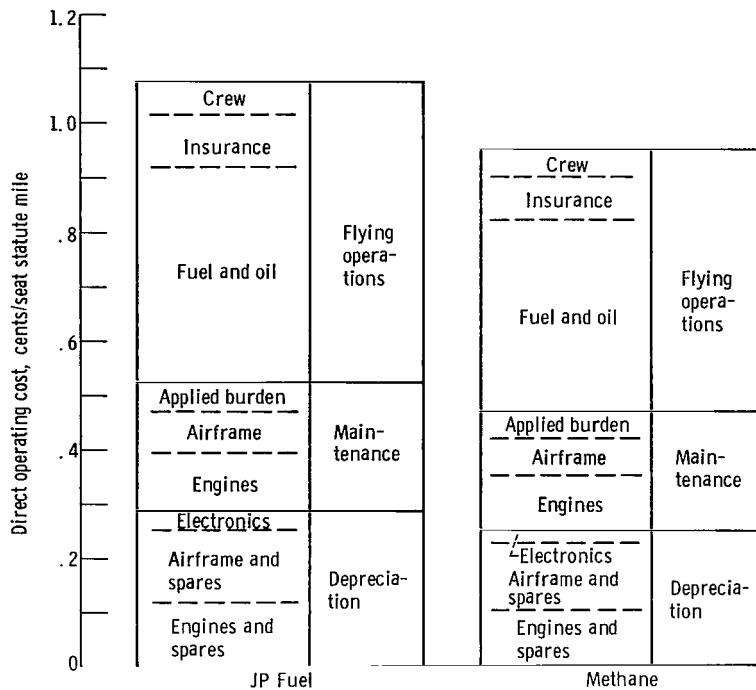 Direct operating cost, cents/seat statute mile
1.2
1.0
.8
.6
.4
.2
0
Crew
Insurance
Fuel and oil
Flying
opera-
tions
Applied burden
Airframe
Engines
Main-
tenance
Electronics
Airframe and
spares
Engines and
spares
Deprecia-
tion
JP Fuel
Crew
Insurance
Fuel and oil
Flying
opera-
tions
Applied burden
Airframe
Engines
Main-
tenance
Electronics
Airframe and
spares
Engines and
spares
Deprecia-
tion
Methane